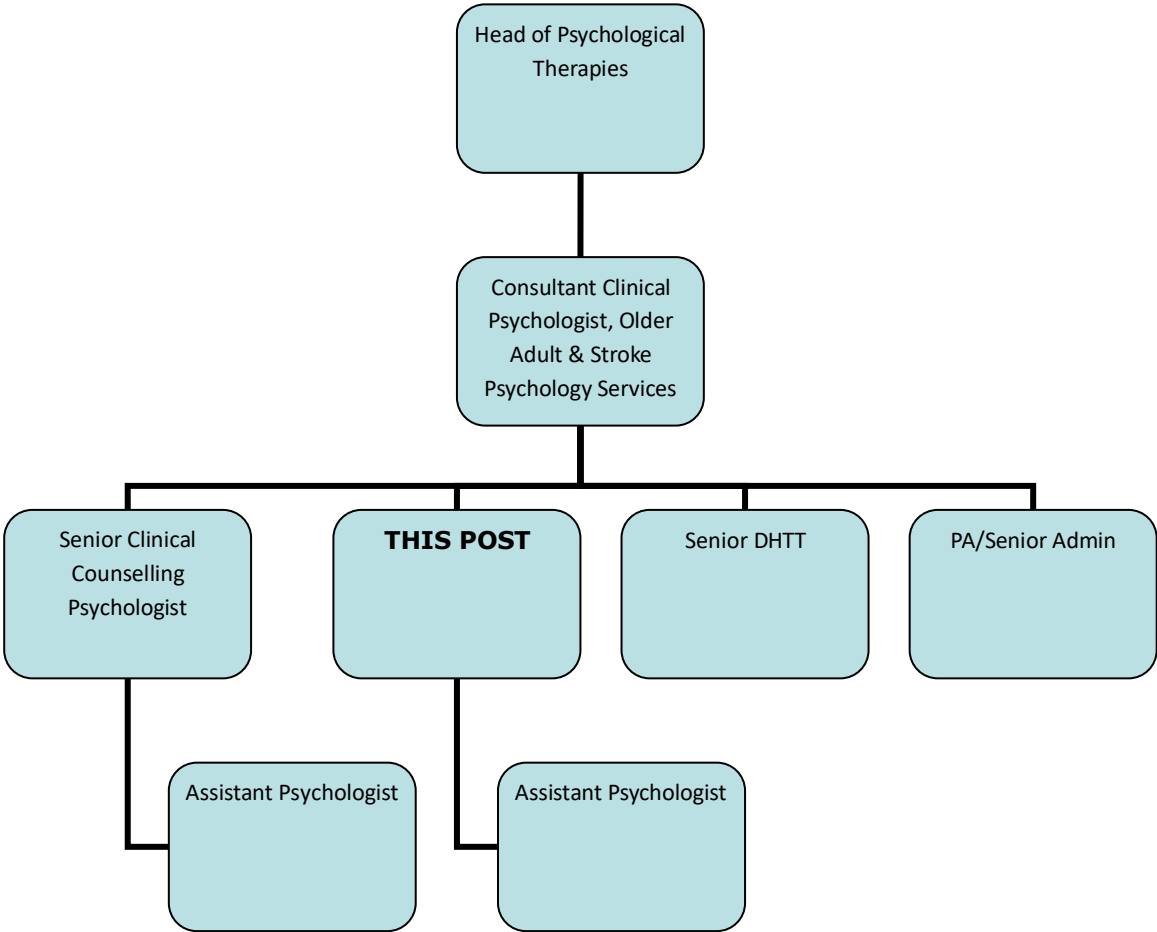 Head of Psychological
Therapies
Consultant Clinical
Psychologist, Older
Adult & Stroke
Psychology Services
Senior Clinical
Counselling
Psychologist
THIS POST
Senior DHTT
PA/Senior Admin
Assistant Psychologist
Assistant Psychologist